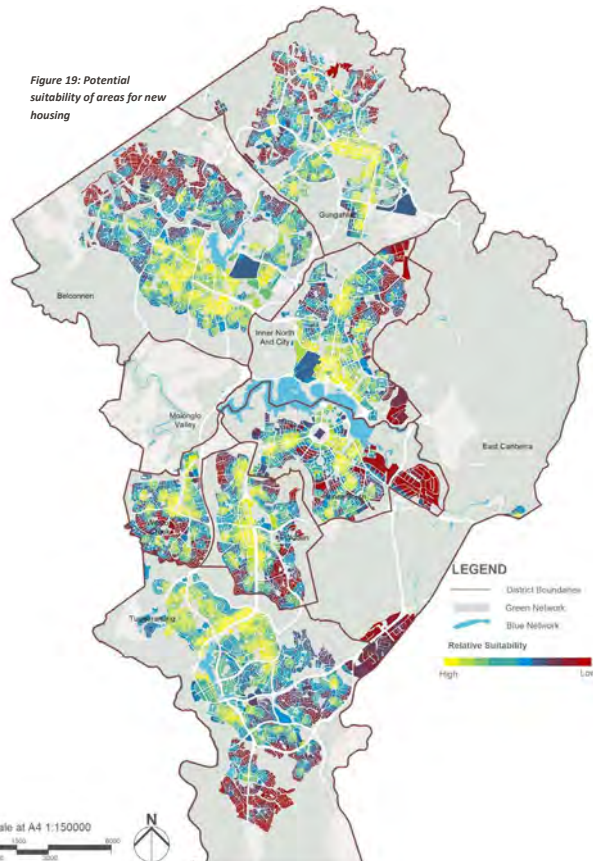 Figure 19: Potential
suitability of areas for new
housing
Gungahlin
Belconnen
Inner North
And City
Molonglo
Valley
East Canberra
LEGEND
District Boundaries
Green Network
Blue Network
Relative Suitability
High
Low
ale at A4 1:150000
N